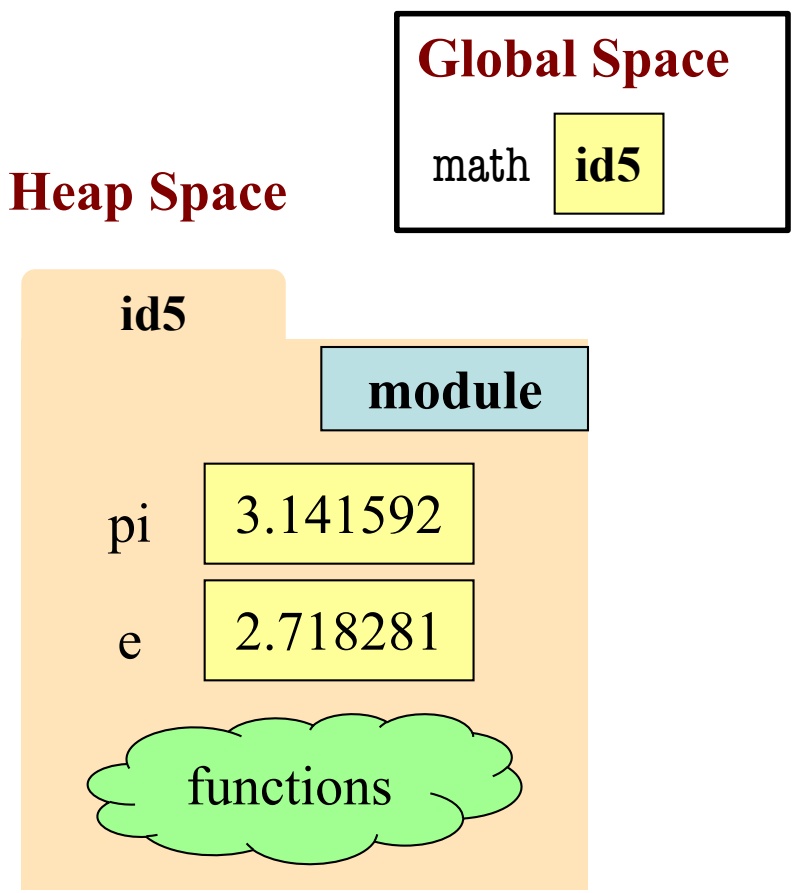 Global Space
math id5
Heap Space
id5
module
pi 3.141592
e 2.718281
functions